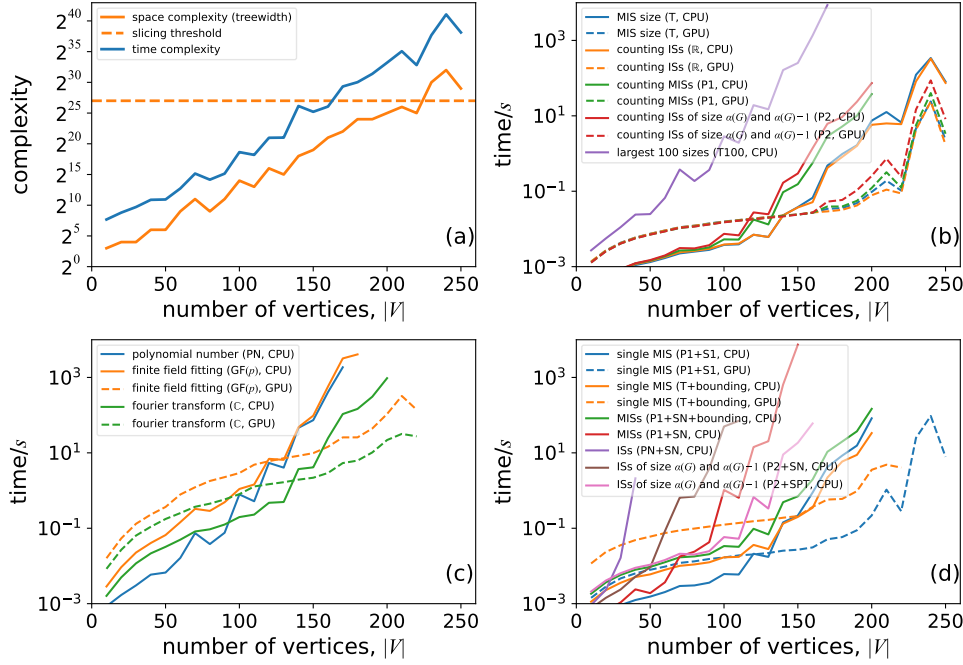 complexity
2^40
2^35
2^30
2^25
2^20
2^15
2^10
2^5
2^0
space complexity (treewidth)
slicing threshold
time complexity
(a)
0 50 100 150 200 250
number of vertices, |V|
time/s
10^3
10^1
10^−1
10^−3
MIS size (T, CPU)
MIS size (T, GPU)
counting ISs (ℝ, CPU)
counting ISs (ℝ, GPU)
counting MISs (P1, CPU)
counting MISs (P1, GPU)
counting ISs of size α(G) and α(G)−1 (P2, CPU)
counting ISs of size α(G) and α(G)−1 (P2, GPU)
largest 100 sizes (T100, CPU)
(b)
0 50 100 150 200 250
number of vertices, |V|
time/s
10^3
10^1
10^−1
10^−3
polynomial number (PN, CPU)
finite field fitting (GF(p), CPU)
finite field fitting (GF(p), GPU)
fourier transform (ℂ, CPU)
fourier transform (ℂ, GPU)
(c)
0 50 100 150 200 250
number of vertices, |V|
time/s
10^3
10^1
10^−1
10^−3
single MIS (P1+S1, CPU)
single MIS (P1+S1, GPU)
single MIS (T+bounding, CPU)
single MIS (T+bounding, GPU)
MISs (P1+SN+bounding, CPU)
MISs (P1+SN, CPU)
ISs (PN+SN, CPU)
ISs of size α(G) and α(G)−1 (P2+SN, CPU)
ISs of size α(G) and α(G)−1 (P2+SPT, CPU)
(d)
0 50 100 150 200 250
number of vertices, |V|